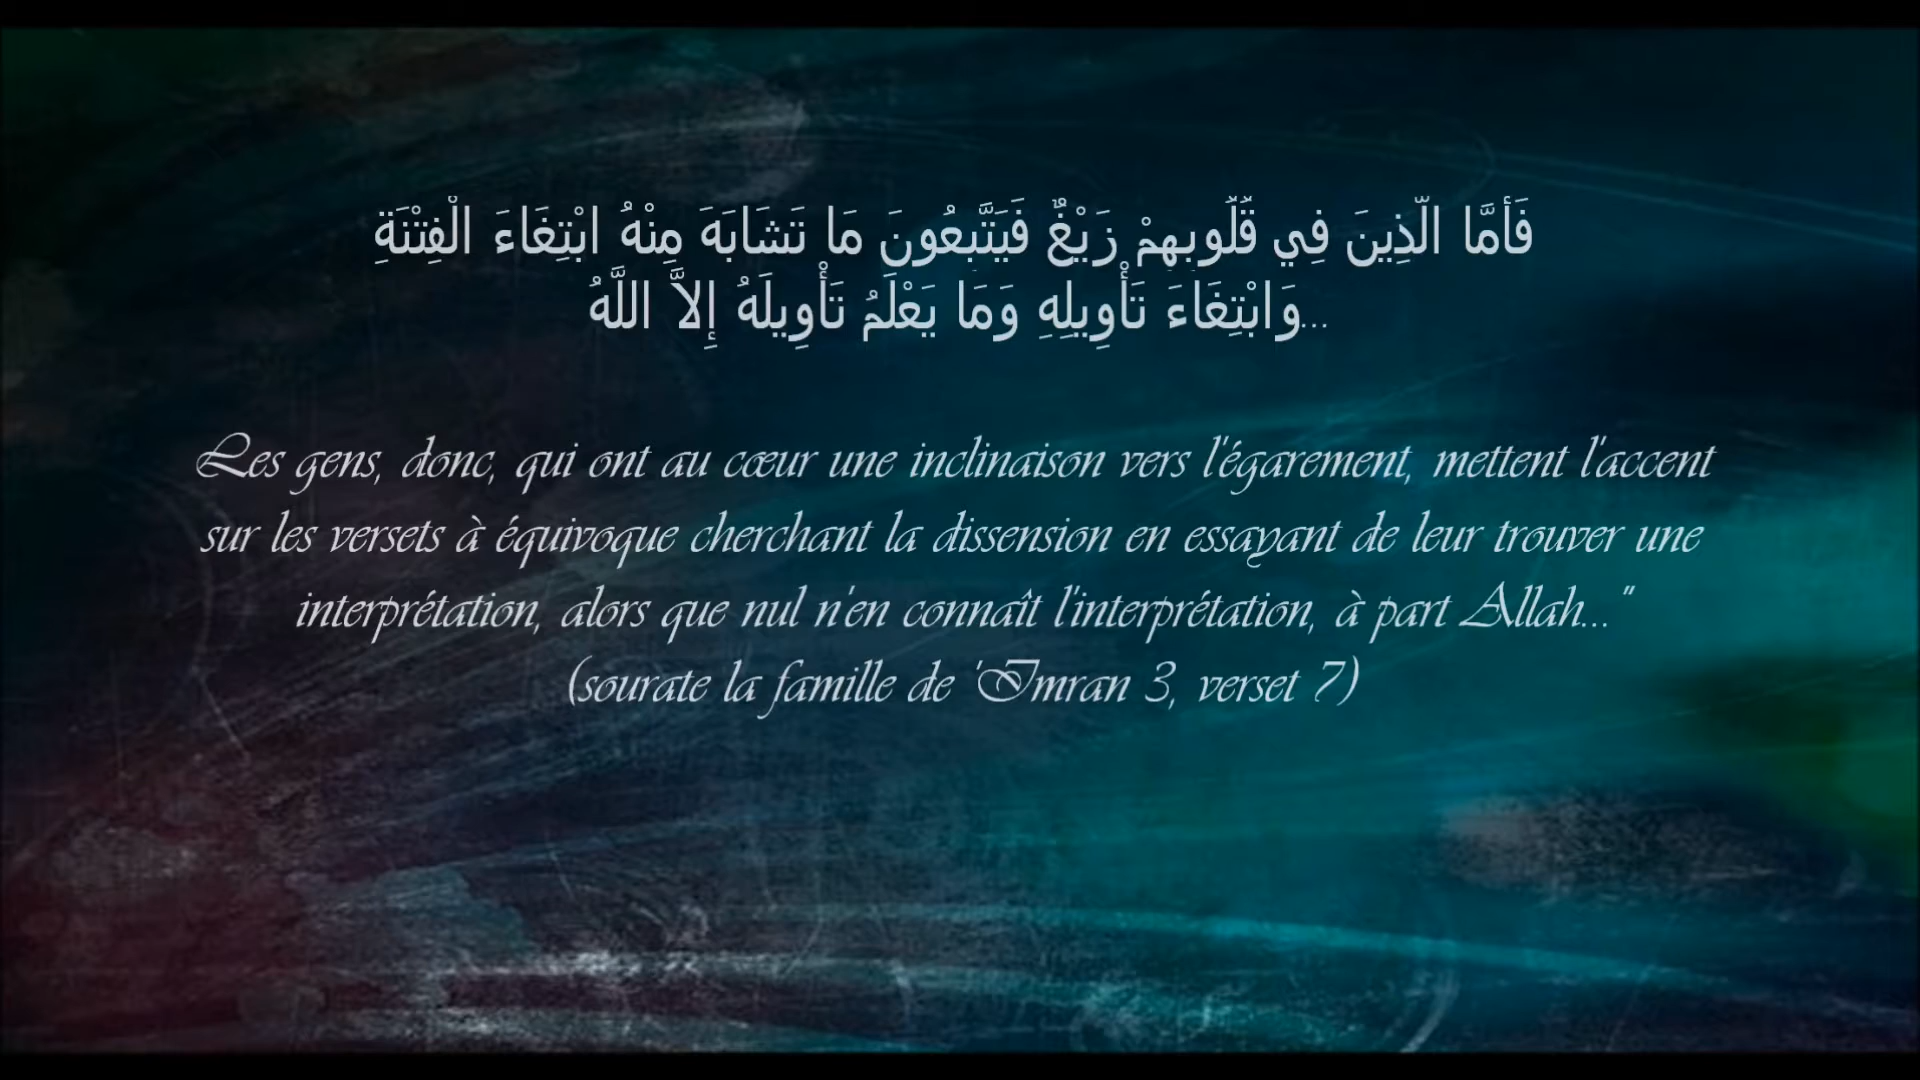 فَأَمَّا الَّذِينَ فِي قُلُوبِهِمْ زَيْغٌ فَيَتَّبِعُونَ مَا تَشَابَهَ مِنْهُ ابْتِغَاءَ الْفِتْنَةِ
وَابْتِغَاءَ تَأْوِيلِهِ وَمَا يَعْلَمُ تَأْوِيلَهُ إِلاَّ اللَّهُ...
Les gens, donc, qui ont au cœur une inclinaison vers l'égarement, mettent l'accent
sur les versets à équivoque cherchant la dissension en essayant de leur trouver une
interprétation, alors que nul n'en connaît l'interprétation, à part Allah..."
(sourate la famille de 'Imran 3, verset 7)